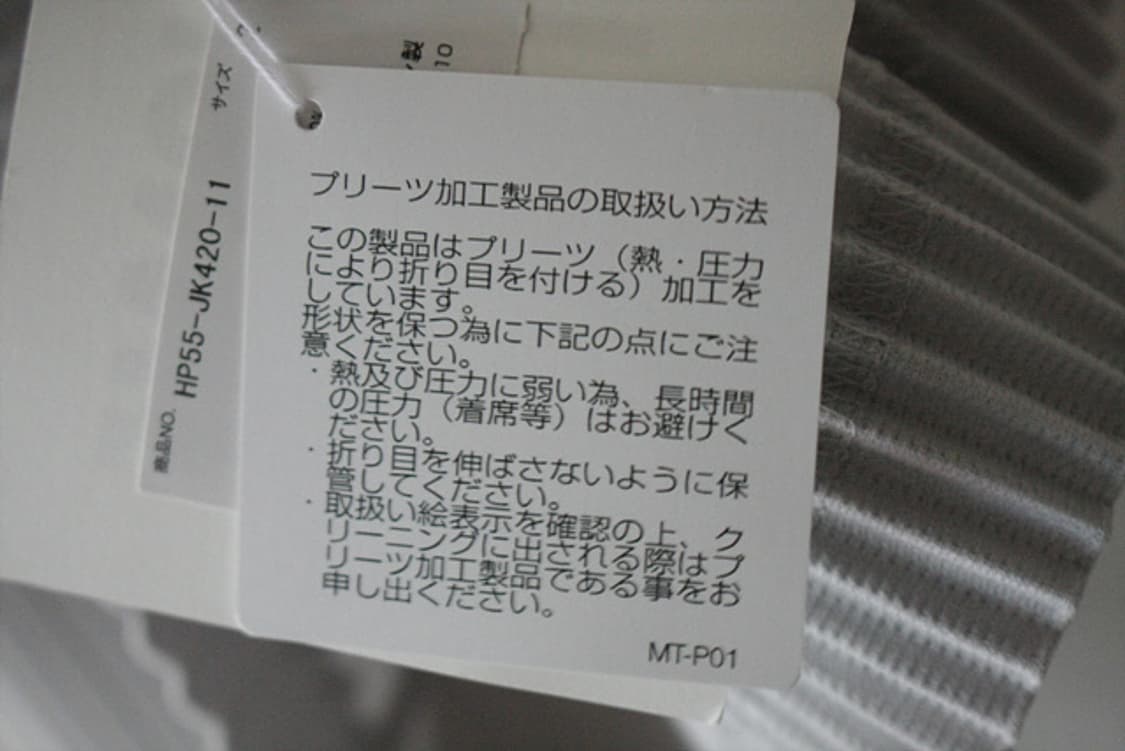 製
10
サイズ
商品NO. HP55-JK420-11
プリーツ加工製品の取扱い方法
この製品はプリーツ（熱・圧力
により折り目を付ける）加工を
しています。
形状を保つ為に下記の点にご注
意ください。
・熱及び圧力に弱い為、長時間
の圧力（着席等）はお避けく
ださい。
・折り目を伸ばさないように保
管してください。
・取扱い絵表示を確認の上、ク
リーニングに出される際はプ
リーツ加工製品である事をお
申し出ください。
MT-P01